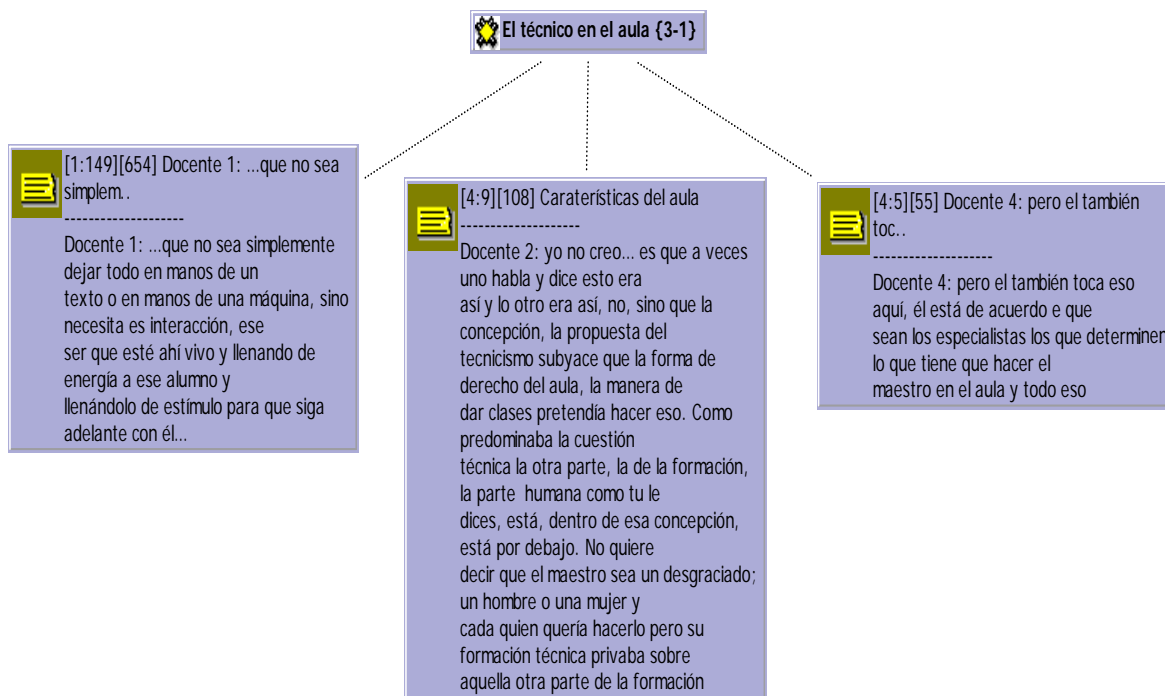 El técnico en el aula {3-1}
[1:149][654] Docente 1: ...que no sea
simplem..
--------------------
Docente 1: ...que no sea simplemente
dejar todo en manos de un
texto o en manos de una máquina, sino
necesita es interacción, ese
ser que esté ahí vivo y llenando de
energía a ese alumno y
llenándolo de estímulo para que siga
adelante con él...
[4:9][108] Caraterísticas del aula
--------------------
Docente 2: yo no creo... es que a veces
uno habla y dice esto era
así y lo otro era así, no, sino que la
concepción, la propuesta del
tecnicismo subyace que la forma de
derecho del aula, la manera de
dar clases pretendía hacer eso. Como
predominaba la cuestión
técnica la otra parte, la de la formación,
la parte humana como tu le
dices, está, dentro de esa concepción,
está por debajo. No quiere
decir que el maestro sea un desgraciado;
un hombre o una mujer y
cada quien quería hacerlo pero su
formación técnica privaba sobre
aquella otra parte de la formación
[4:5][55] Docente 4: pero el también
toc..
--------------------
Docente 4: pero el también toca eso
aquí, él está de acuerdo e que
sean los especialistas los que determinen
lo que tiene que hacer el
maestro en el aula y todo eso